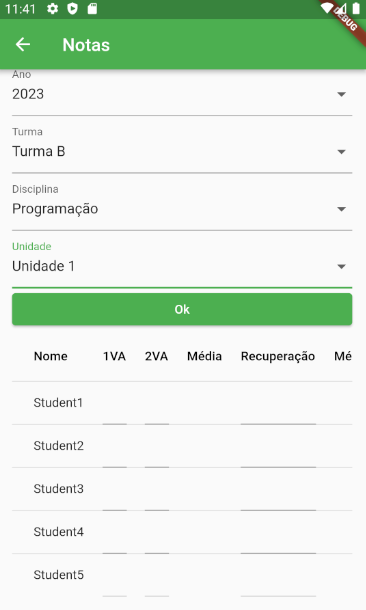 11:41
DEBUG
Notas
Ano
2023
Turma
Turma B
Disciplina
Programação
Unidade
Unidade 1
Ok
Nome 1VA 2VA Média Recuperação Mé
Student1
Student2
Student3
Student4
Student5